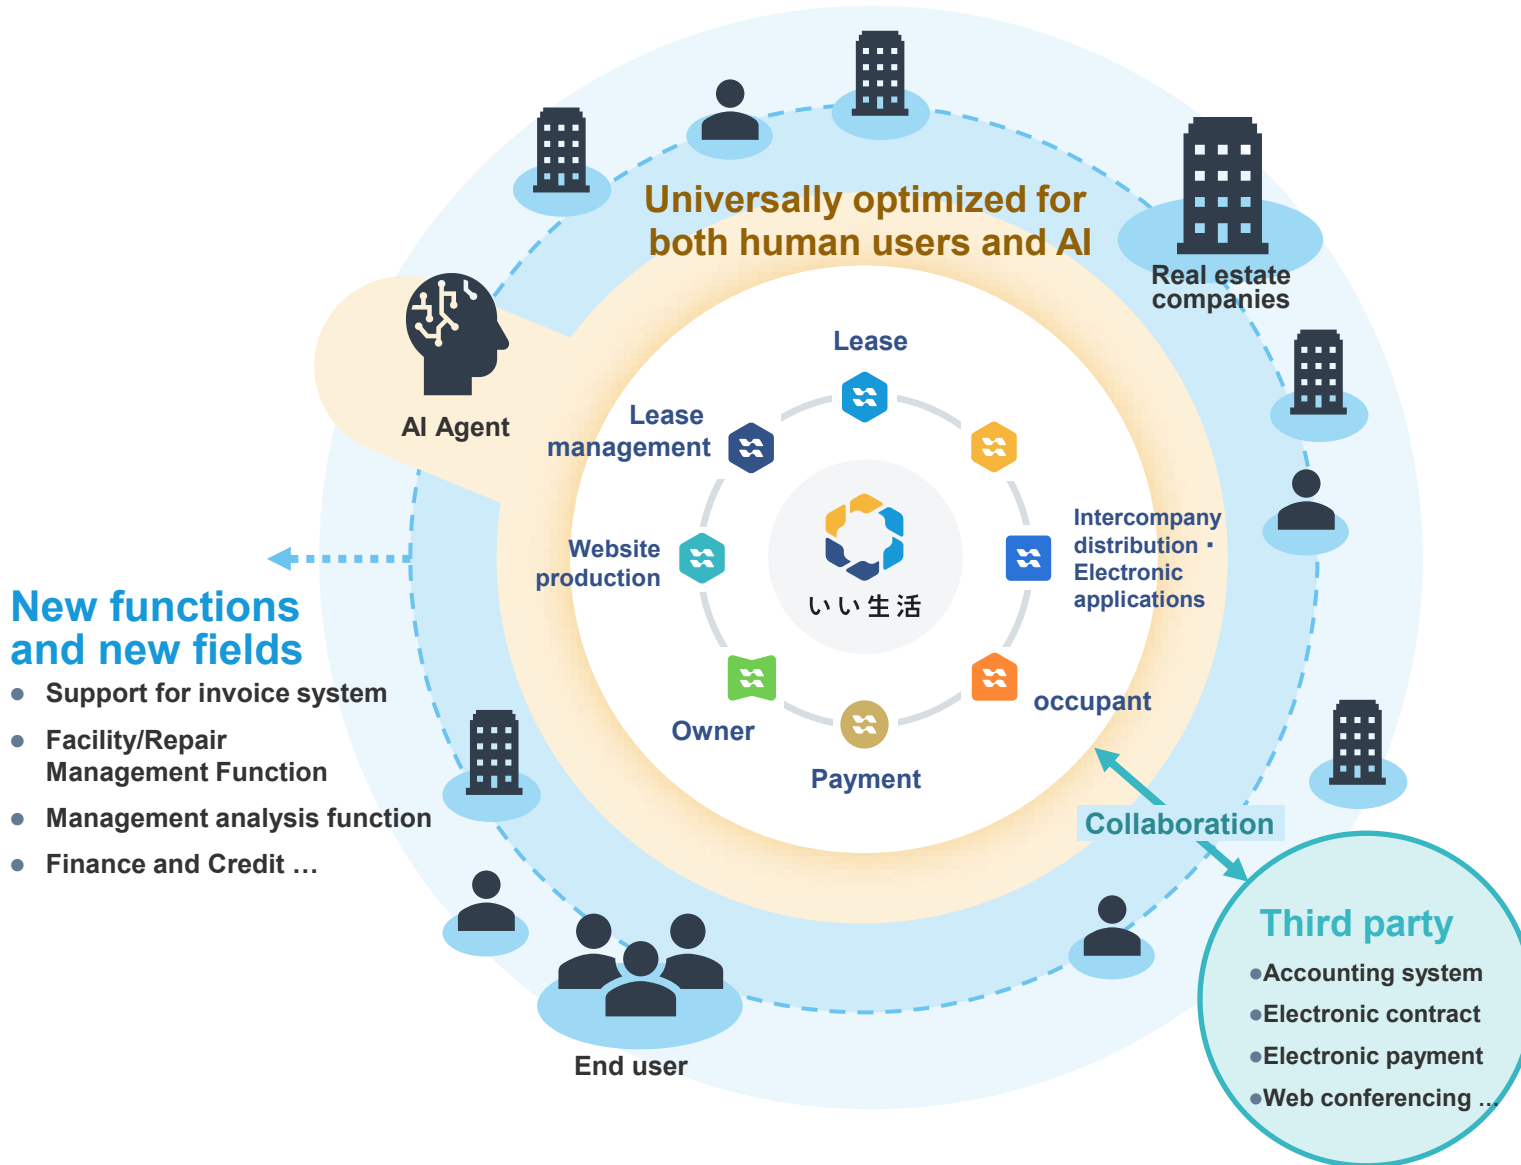 Universally optimized for
both human users and AI
Real estate
companies
AI Agent
Lease
Lease
management
Website
production
Intercompany
distribution・
Electronic
applications
いい生活
Owner
occupant
Payment
New functions
and new fields
● Support for invoice system
● Facility/Repair
Management Function
● Management analysis function
● Finance and Credit …
Collaboration
Third party
●Accounting system
●Electronic contract
●Electronic payment
●Web conferencing …
End user